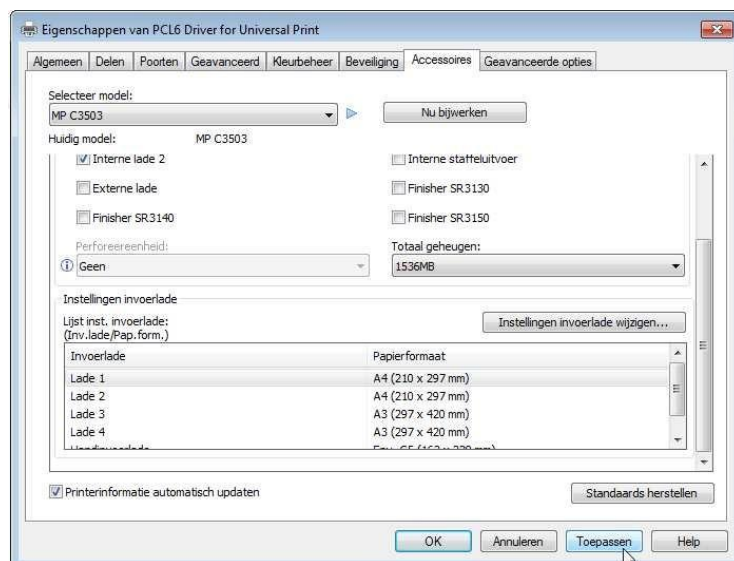 Eigenschappen van PCL6 Driver for Universal Print
Algemeen Delen Poorten Geavanceerd Kleurbeheer Beveiliging Accessoires Geavanceerde opties
Selecteer model:
MP C3503 Nu bijwerken
Huidig model: MP C3503
Interne lade 2 Interne staffeluitvoer
Externe lade Finisher SR3130
Finisher SR3140 Finisher SR3150
Perforeereenheid: Totaal geheugen:
Geen 1536MB
Instellingen invoerlade
Lijst inst. invoerlade: Instellingen invoerlade wijzigen...
(Inv.lade/Pap.form.)
Invoerlade Papierformaat
Lade 1 A4 (210 x 297 mm)
Lade 2 A4 (210 x 297 mm)
Lade 3 A3 (297 x 420 mm)
Lade 4 A3 (297 x 420 mm)
Printerinformatie automatisch updaten Standaards herstellen
OK Annuleren Toepassen Help